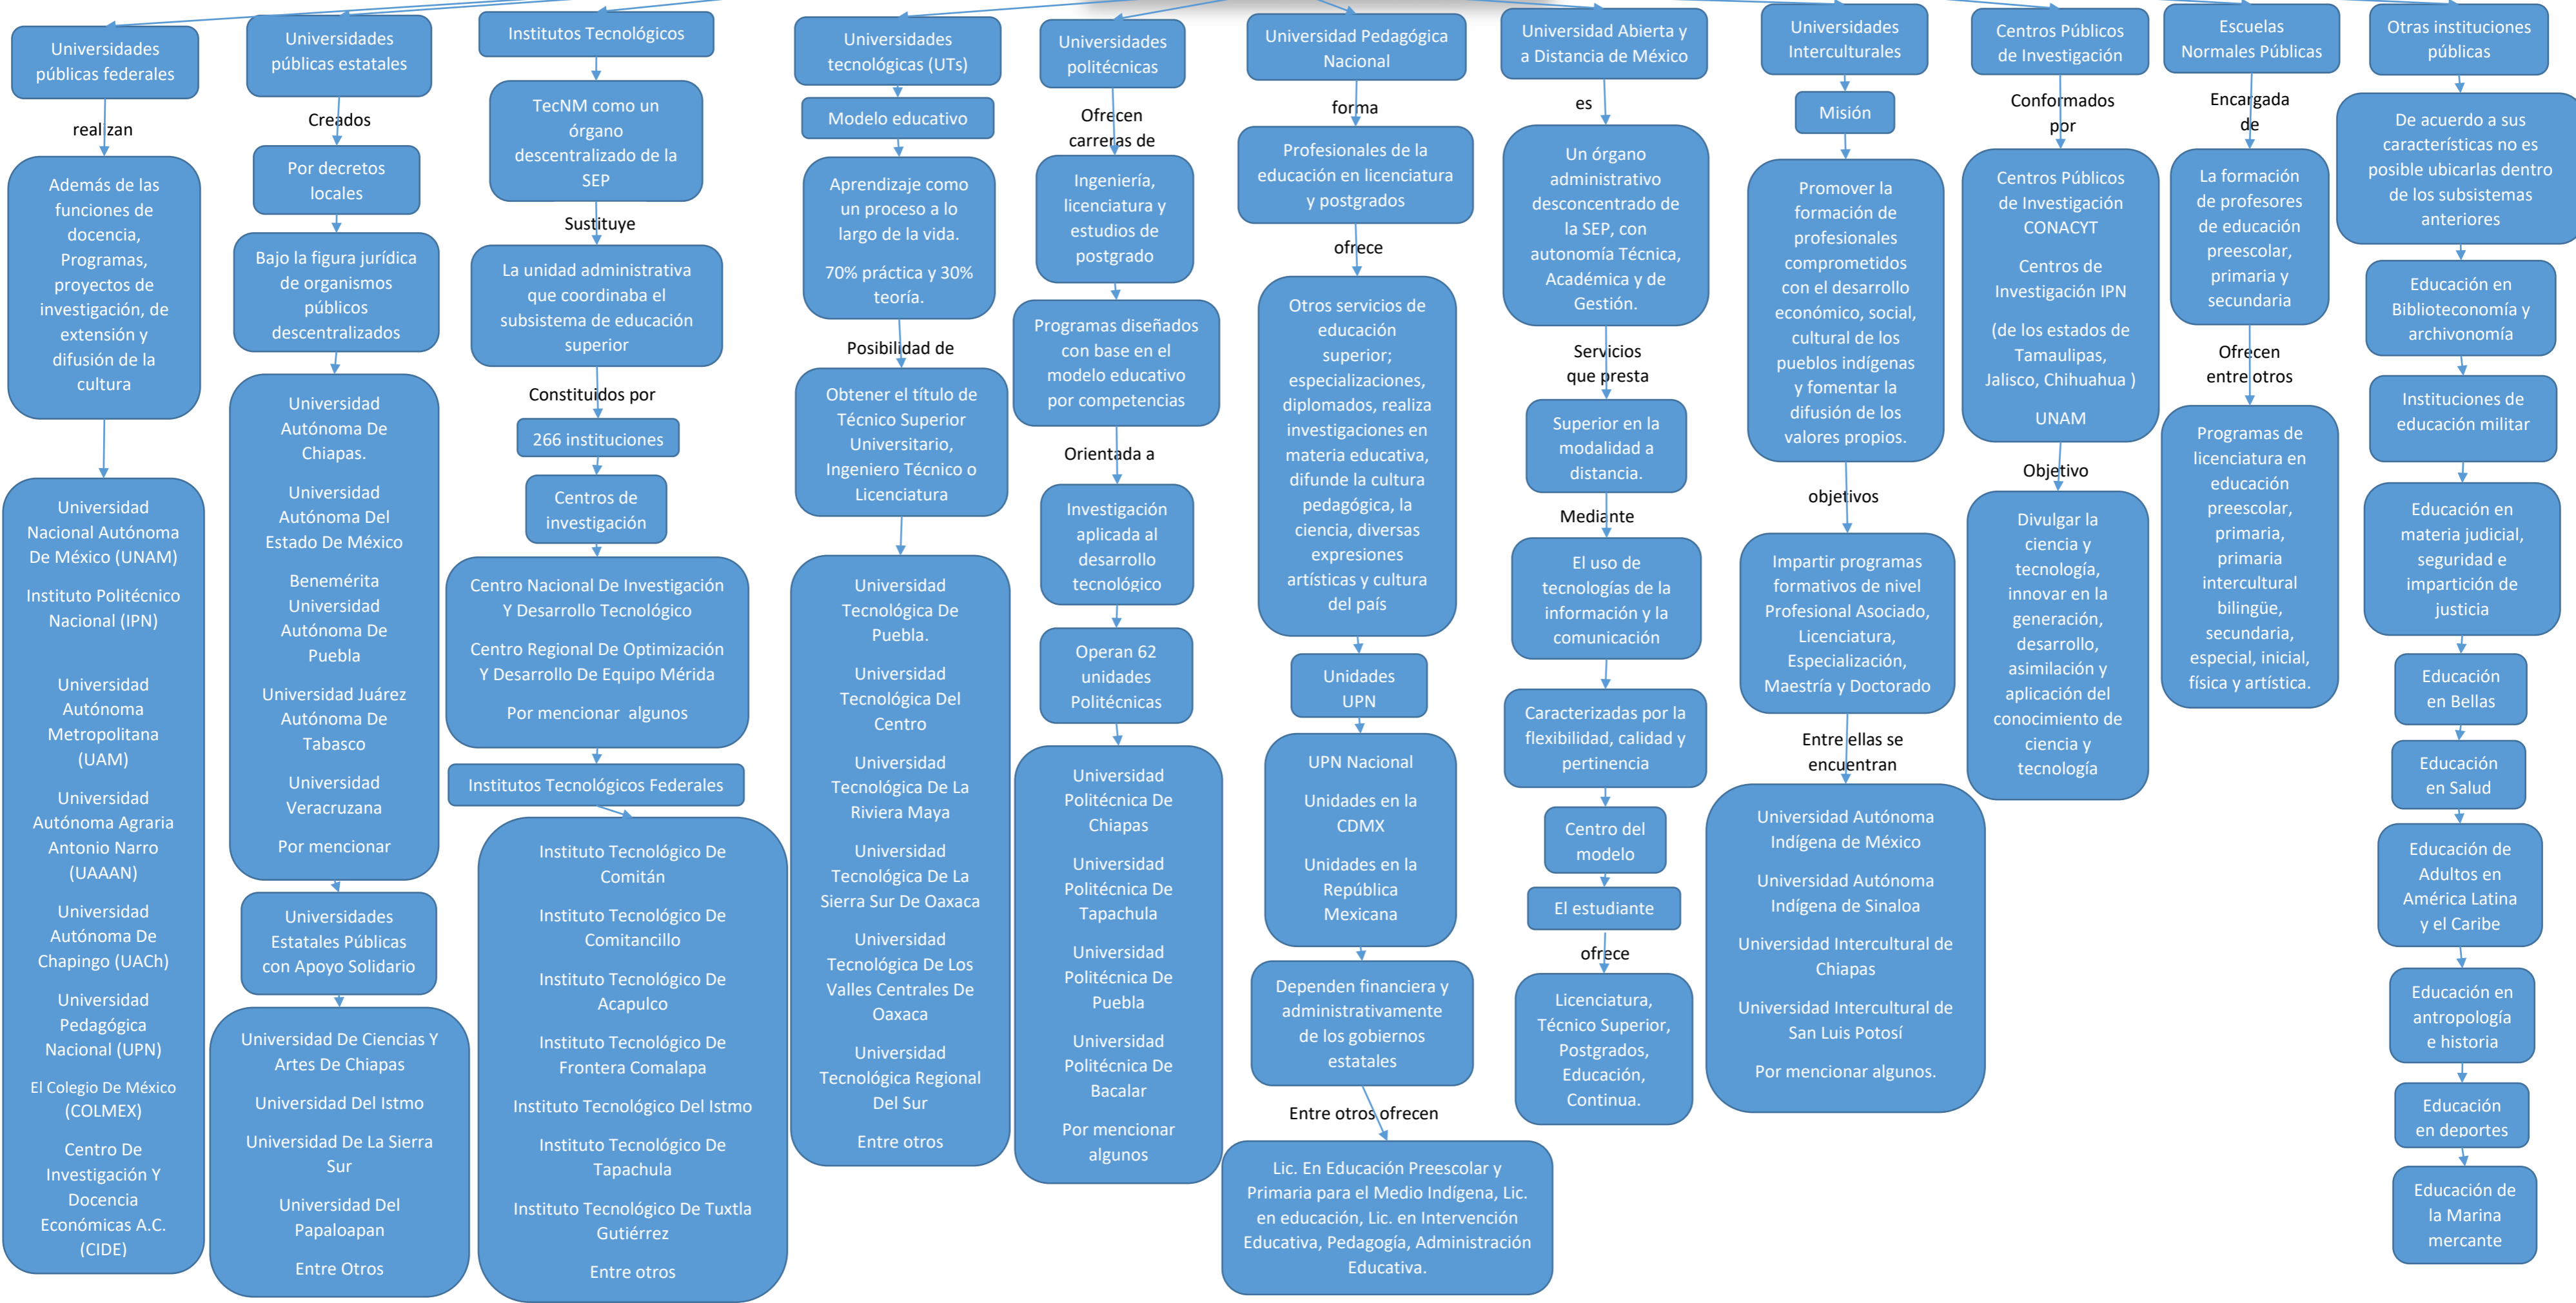 Universidades
públicas federales
realizan
Además de las
funciones de
docencia,
Programas,
proyectos de
investigación, de
extensión y
difusión de la
cultura
Universidad
Nacional Autónoma
De México (UNAM)
Instituto Politécnico
Nacional (IPN)
Universidad
Autónoma
Metropolitana
(UAM)
Universidad
Autónoma Agraria
Antonio Narro
(UAAAN)
Universidad
Autónoma De
Chapingo (UACh)
Universidad
Pedagógica
Nacional (UPN)
El Colegio De México
(COLMEX)
Centro De
Investigación Y
Docencia
Económicas A.C.
(CIDE)
Universidades
públicas estatales
Creados
Por decretos
locales
Bajo la figura jurídica
de organismos
públicos
descentralizados
Universidad
Autónoma De
Chiapas.
Universidad
Autónoma Del
Estado De México
Benemérita
Universidad
Autónoma De
Puebla
Universidad Juárez
Autónoma De
Tabasco
Universidad
Veracruzana
Por mencionar
Universidades
Estatales Públicas
con Apoyo Solidario
Universidad De Ciencias Y
Artes De Chiapas
Universidad Del Istmo
Universidad De La Sierra
Sur
Universidad Del
Papaloapan
Entre Otros
Institutos Tecnológicos
TecNM como un
órgano
descentralizado de la
SEP
Sustituye
La unidad administrativa
que coordinaba el
subsistema de educación
superior
Constituidos por
266 instituciones
Centros de
investigación
Centro Nacional De Investigación
Y Desarrollo Tecnológico
Centro Regional De Optimización
Y Desarrollo De Equipo Mérida
Por mencionar algunos
Institutos Tecnológicos Federales
Instituto Tecnológico De
Comitán
Instituto Tecnológico De
Comitancillo
Instituto Tecnológico De
Acapulco
Instituto Tecnológico De
Frontera Comalapa
Instituto Tecnológico Del Istmo
Instituto Tecnológico De
Tapachula
Instituto Tecnológico De Tuxtla
Gutiérrez
Entre otros
Universidades
tecnológicas (UTs)
Modelo educativo
Aprendizaje como
un proceso a lo
largo de la vida.
70% práctica y 30%
teoría.
Posibilidad de
Obtener el título de
Técnico Superior
Universitario,
Ingeniero Técnico o
Licenciatura
Universidad
Tecnológica De
Puebla.
Universidad
Tecnológica Del
Centro
Universidad
Tecnológica De La
Riviera Maya
Universidad
Tecnológica De La
Sierra Sur De Oaxaca
Universidad
Tecnológica De Los
Valles Centrales De
Oaxaca
Universidad
Tecnológica Regional
Del Sur
Entre otros
Universidades
politécnicas
Ofrecen
carreras de
Ingeniería,
licenciatura y
estudios de
postgrado
Programas diseñados
con base en el
modelo educativo
por competencias
Orientada a
Investigación
aplicada al
desarrollo
tecnológico
Operan 62
unidades
Politécnicas
Universidad
Politécnica De
Chiapas
Universidad
Politécnica De
Tapachula
Universidad
Politécnica De
Puebla
Universidad
Politécnica De
Bacalar
Por mencionar
algunos
Universidad Pedagógica
Nacional
forma
Profesionales de la
educación en licenciatura
y postgrados
ofrece
Otros servicios de
educación
superior;
especializaciones,
diplomados, realiza
investigaciones en
materia educativa,
difunde la cultura
pedagógica, la
ciencia, diversas
expresiones
artísticas y cultura
del país
Unidades
UPN
UPN Nacional
Unidades en la
CDMX
Unidades en la
República
Mexicana
Dependen financiera y
administrativamente
de los gobiernos
estatales
Entre otros ofrecen
Lic. En Educación Preescolar y
Primaria para el Medio Indígena, Lic.
en educación, Lic. en Intervención
Educativa, Pedagogía, Administración
Educativa.
Universidad Abierta y
a Distancia de México
es
Un órgano
administrativo
desconcentrado de
la SEP, con
autonomía Técnica,
Académica y de
Gestión.
Servicios
que presta
Superior en la
modalidad a
distancia.
Mediante
El uso de
tecnologías de la
información y la
comunicación
Caracterizadas por la
flexibilidad, calidad y
pertinencia
Centro del
modelo
El estudiante
ofrece
Licenciatura,
Técnico Superior,
Postgrados,
Educación,
Continua.
Universidades
Interculturales
Misión
Promover la
formación de
profesionales
comprometidos
con el desarrollo
económico, social,
cultural de los
pueblos indígenas
y fomentar la
difusión de los
valores propios.
objetivos
Impartir programas
formativos de nivel
Profesional Asociado,
Licenciatura,
Especialización,
Maestría y Doctorado
Entre ellas se
encuentran
Universidad Autónoma
Indígena de México
Universidad Autónoma
Indígena de Sinaloa
Universidad Intercultural de
Chiapas
Universidad Intercultural de
San Luis Potosí
Por mencionar algunos.
Centros Públicos
de Investigación
Conformados
por
Centros Públicos
de Investigación
CONACYT
Centros de
Investigación IPN
(de los estados de
Tamaulipas,
Jalisco, Chihuahua )
UNAM
Objetivo
Divulgar la
ciencia y
tecnología,
innovar en la
generación,
desarrollo,
asimilación y
aplicación del
conocimiento de
ciencia y
tecnología
Escuelas
Normales Públicas
Encargada
de
La formación
de profesores
de educación
preescolar,
primaria y
secundaria
Ofrecen
entre otros
Programas de
licenciatura en
educación
preescolar,
primaria,
primaria
intercultural
bilingüe,
secundaria,
especial, inicial,
física y artística.
Otras instituciones
públicas
De acuerdo a sus
características no es
posible ubicarlas dentro
de los subsistemas
anteriores
Educación en
Biblioteconomía y
archivonomía
Instituciones de
educación militar
Educación en
materia judicial,
seguridad e
impartición de
justicia
Educación
en Bellas
Educación
en Salud
Educación de
Adultos en
América Latina
y el Caribe
Educación en
antropología
e historia
Educación
en deportes
Educación de
la Marina
mercante